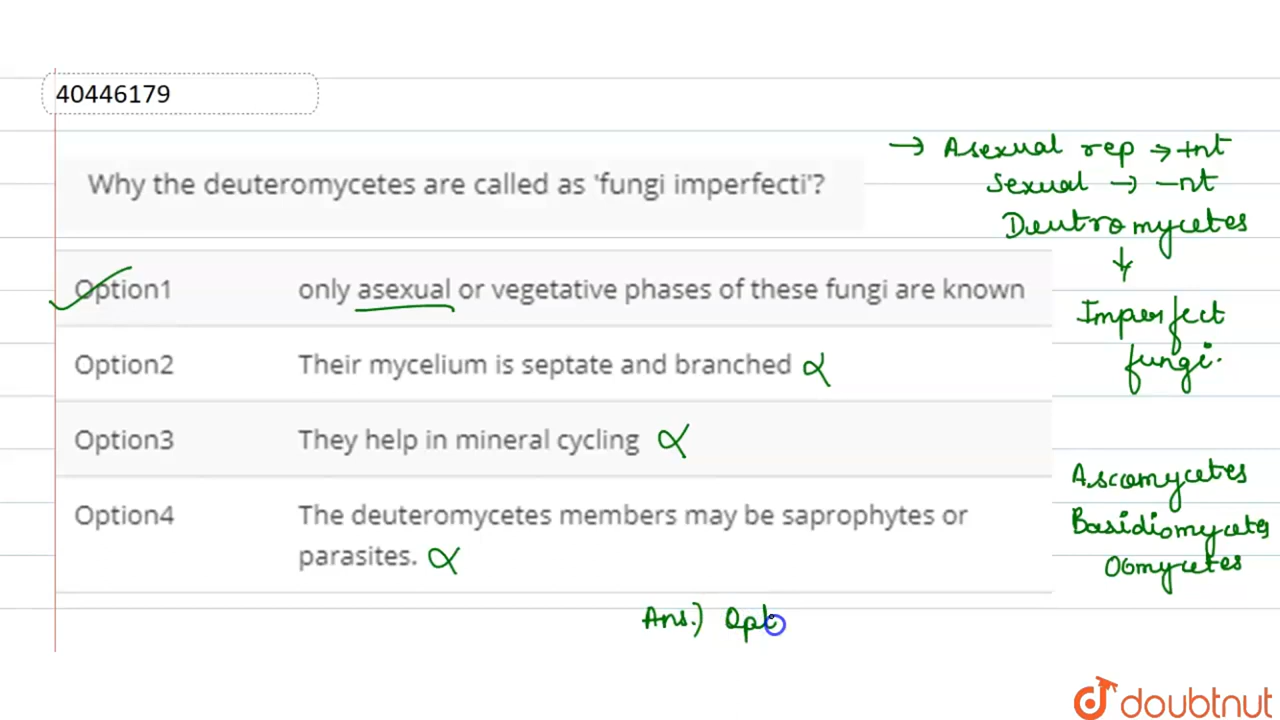 40446179
Why the deuteromycetes are called as 'fungi imperfecti'?
Option1 only asexual or vegetative phases of these fungi are known
Option2 Their mycelium is septate and branched
Option3 They help in mineral cycling
Option4 The deuteromycetes members may be saprophytes or
parasites.
→ Asexual rep → +nt
Sexual → -nt
Deutromycetes
↓
Imperfect
fungi.
Ascomycetes
Basidiomycetes
Oomycetes
Ans.) Opt
doubtnut